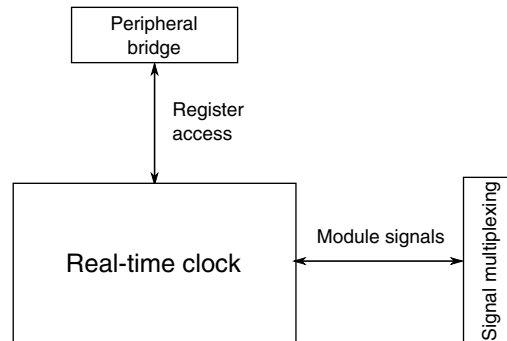 Peripheral
bridge
Register
access
Real-time clock
Module signals
Signal multiplexing